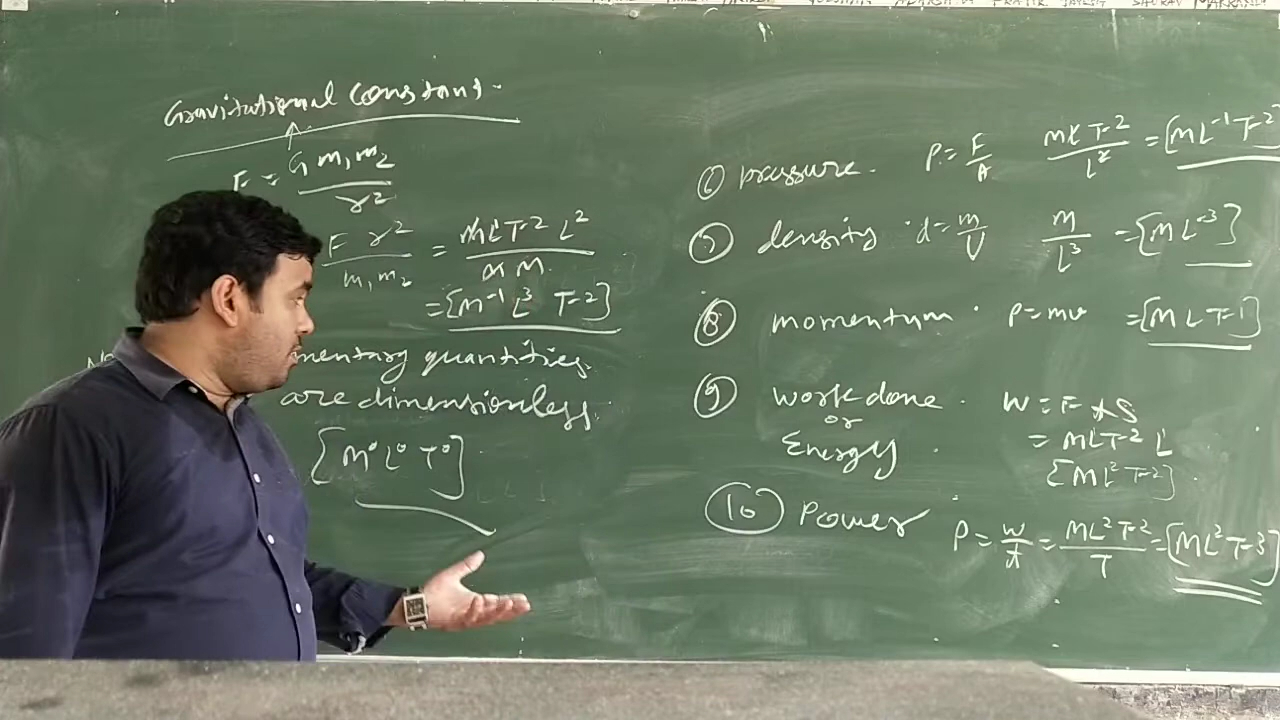 Gravitational constant.
F = G m₁m₂ / r²
F r² / m₁m₂ = MLT-2 L² / M M
= [M⁻¹ L³ T-2]
mentary quantities.
are dimensionless.
[M⁰ L⁰ T⁰]
⑥ pressure. P = F/A MLT-2 / L² = [ML⁻¹T-2]
⑦ density d = m/V M/L³ = [ML-3]
⑧ momentum. P = mv = [MLT-1]
⑨ work done. W = F × S
or = MLT-2 L
Energy. [ML²T-2].
⑩ Power P = W/t = ML²T-2 / T = [ML²T-3]